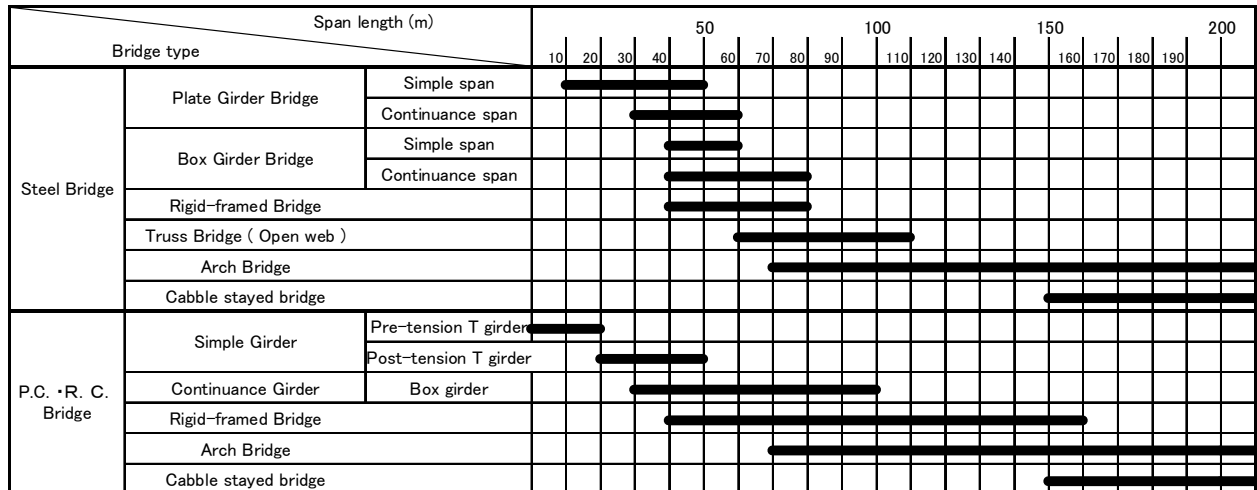 Span length (m)
Bridge type
50 100 150 200
10 20 30 40 60 70 80 90 110 120 130 140 160 170 180 190
Steel Bridge
Plate Girder Bridge
Simple span
Continuance span
Box Girder Bridge
Simple span
Continuance span
Rigid-framed Bridge
Truss Bridge ( Open web )
Arch Bridge
Cabble stayed bridge
P.C. ・R. C.
Bridge
Simple Girder
Pre-tension T girder
Post-tension T girder
Continuance Girder
Box girder
Rigid-framed Bridge
Arch Bridge
Cabble stayed bridge